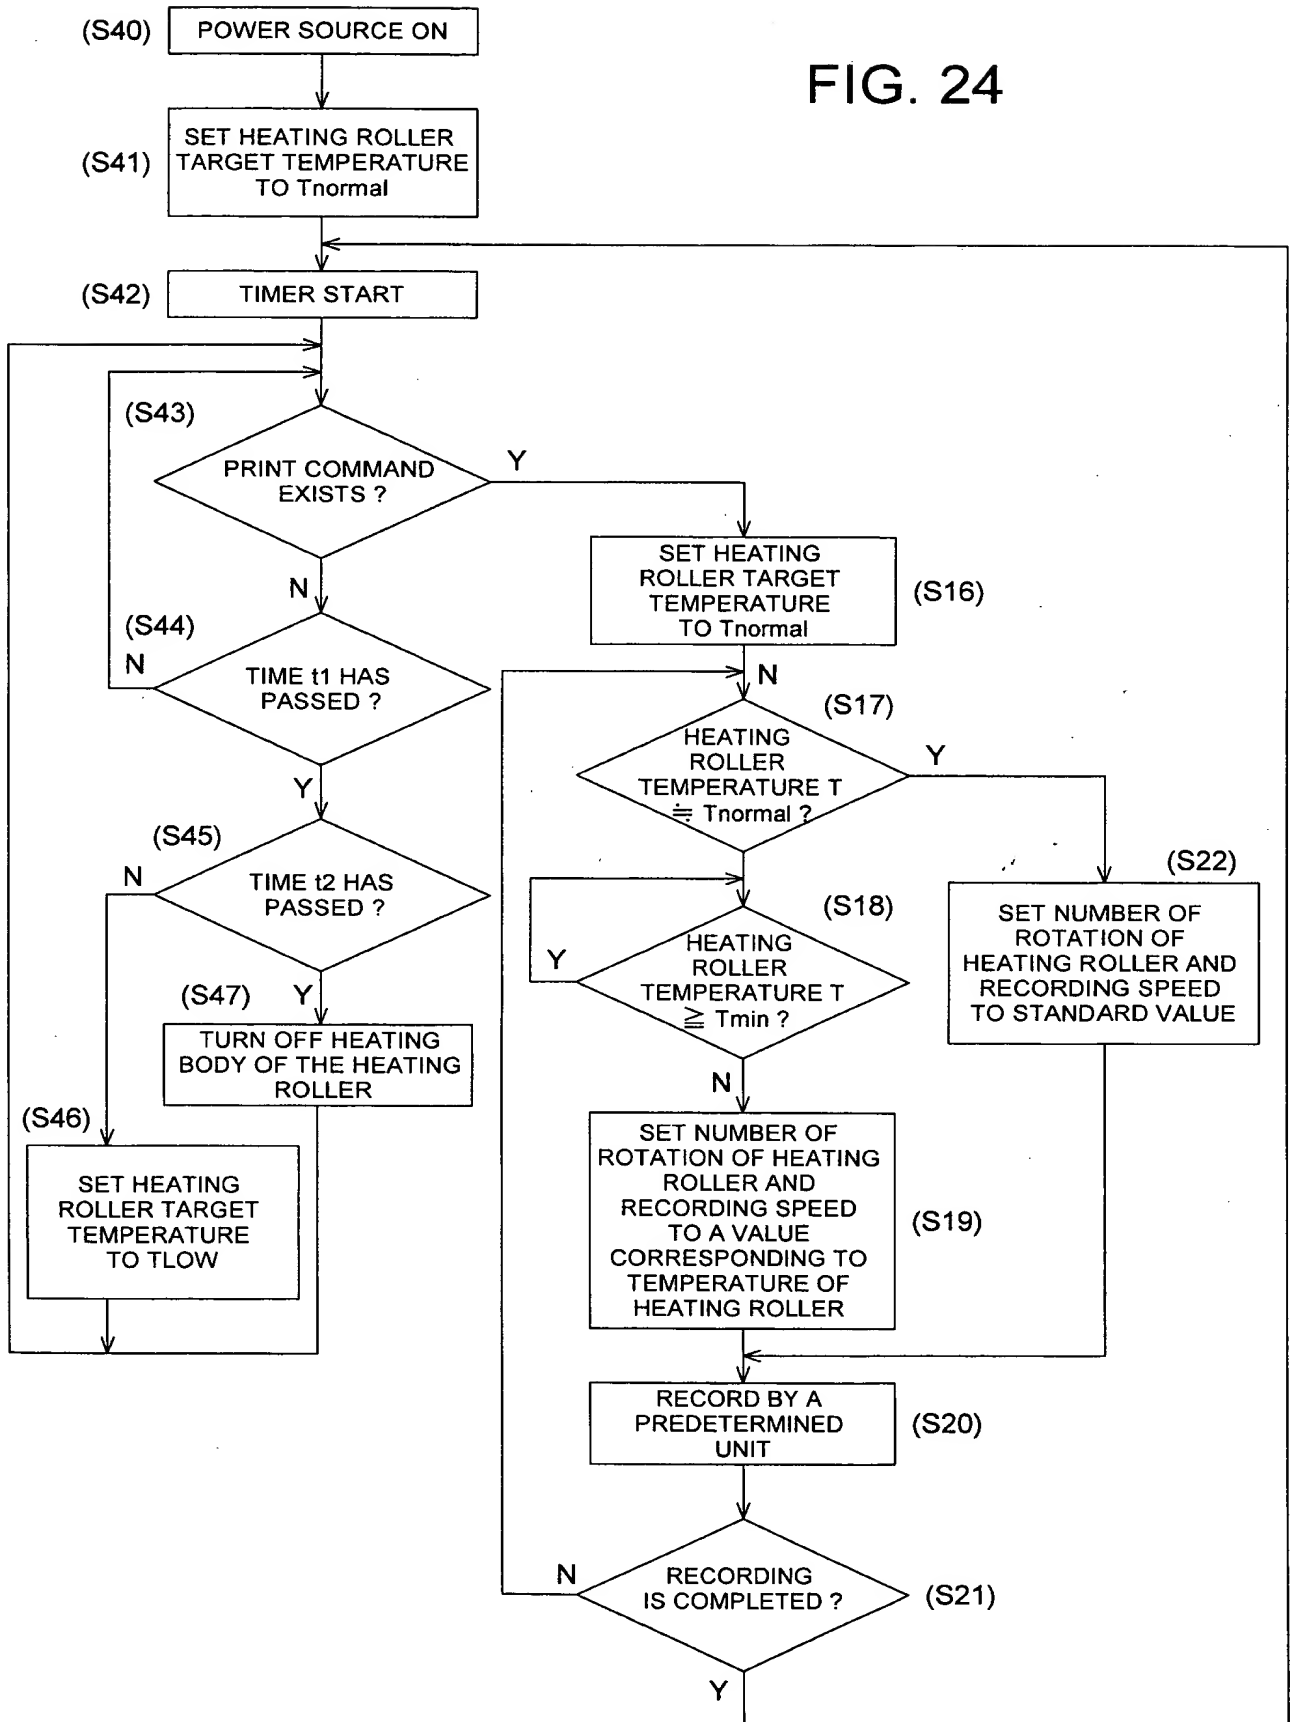 (S40)
POWER SOURCE ON
FIG. 24
(S41)
SET HEATING ROLLER
TARGET TEMPERATURE
TO Tnormal
(S42)
TIMER START
(S43)
PRINT COMMAND
EXISTS ?
Y
N
SET HEATING
ROLLER TARGET
TEMPERATURE
TO Tnormal
(S16)
(S44)
N
TIME t1 HAS
PASSED ?
Y
N
(S17)
HEATING
ROLLER
TEMPERATURE T
≒ Tnormal ?
Y
(S45)
N
TIME t2 HAS
PASSED ?
Y
(S22)
SET NUMBER OF
ROTATION OF
HEATING ROLLER AND
RECORDING SPEED
TO STANDARD VALUE
(S18)
Y
HEATING
ROLLER
TEMPERATURE T
≧ Tmin ?
N
(S47)
TURN OFF HEATING
BODY OF THE HEATING
ROLLER
(S46)
SET HEATING
ROLLER TARGET
TEMPERATURE
TO TLOW
SET NUMBER OF
ROTATION OF HEATING
ROLLER AND
RECORDING SPEED
TO A VALUE
CORRESPONDING TO
TEMPERATURE OF
HEATING ROLLER
(S19)
RECORD BY A
PREDETERMINED
UNIT
(S20)
N
RECORDING
IS COMPLETED ?
(S21)
Y